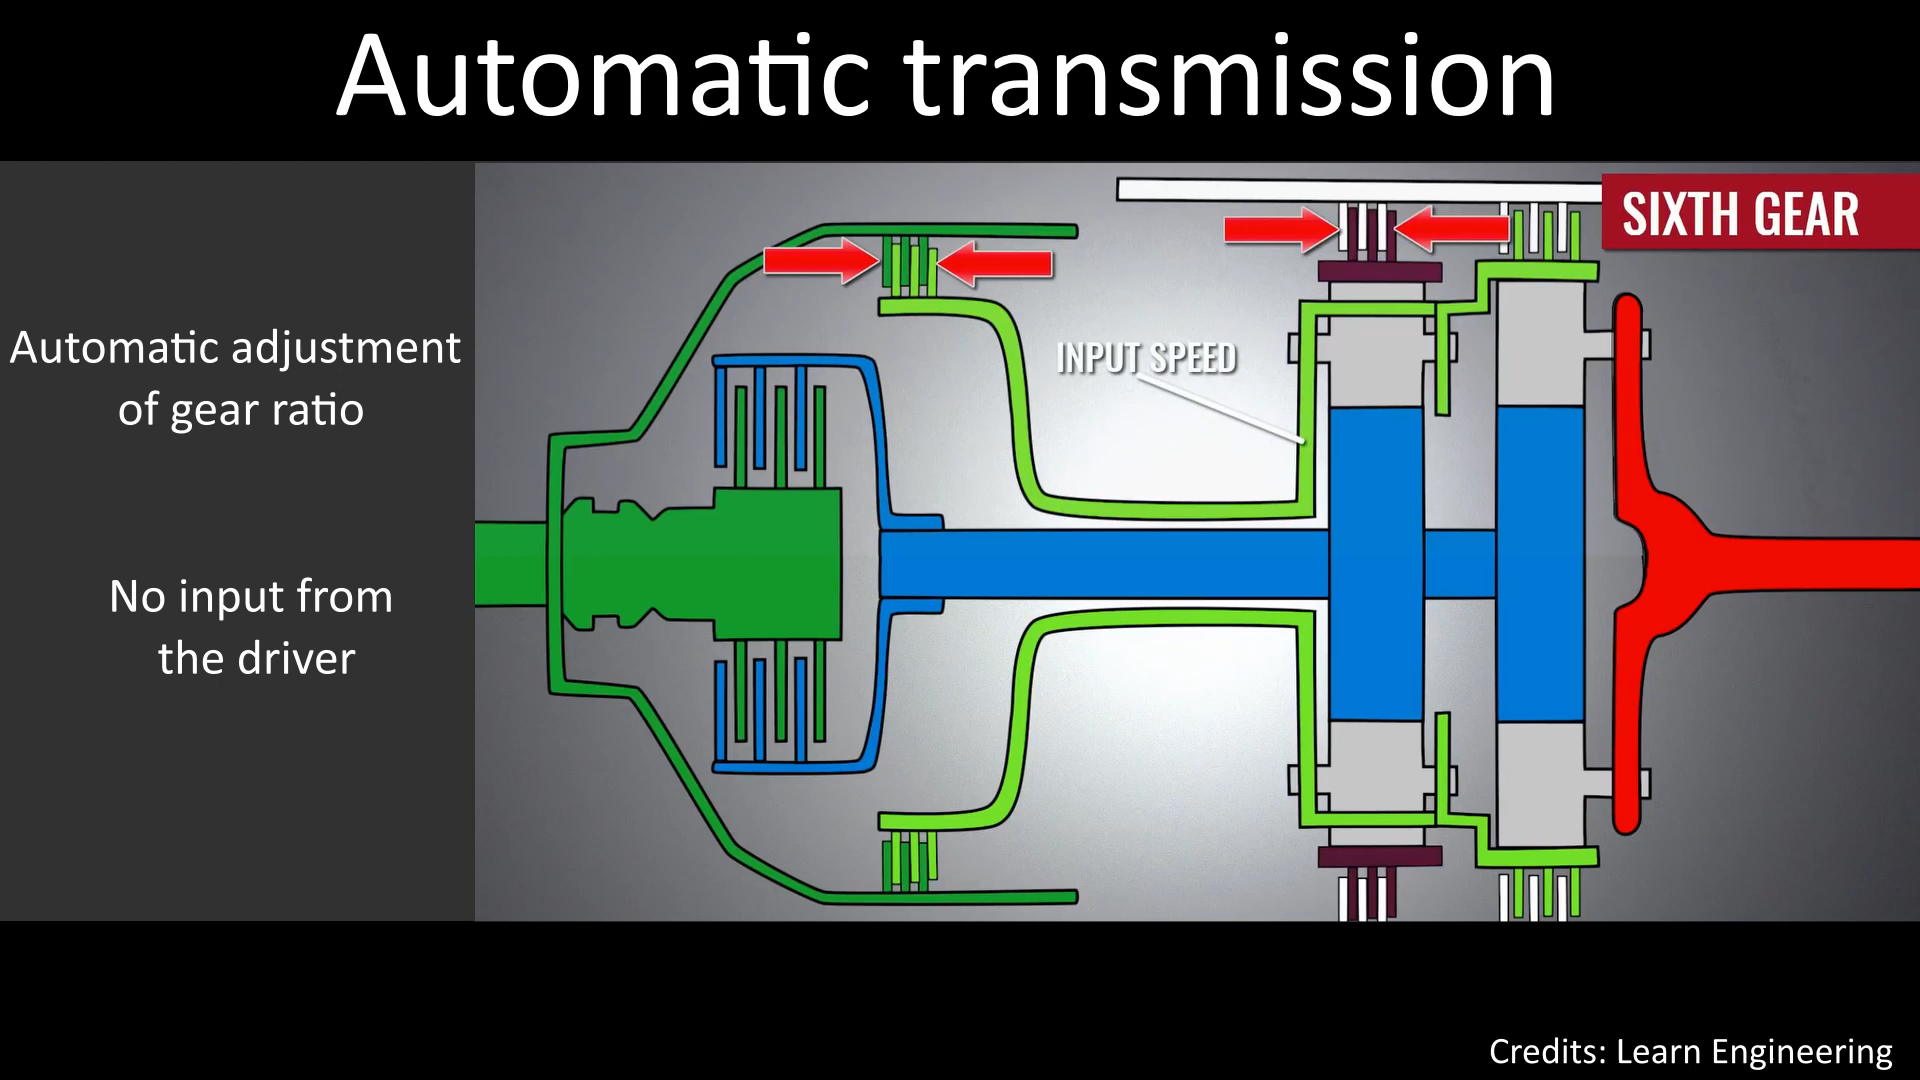 Automatic transmission
SIXTH GEAR
Automatic adjustment
of gear ratio
INPUT SPEED
No input from
the driver
Credits: Learn Engineering